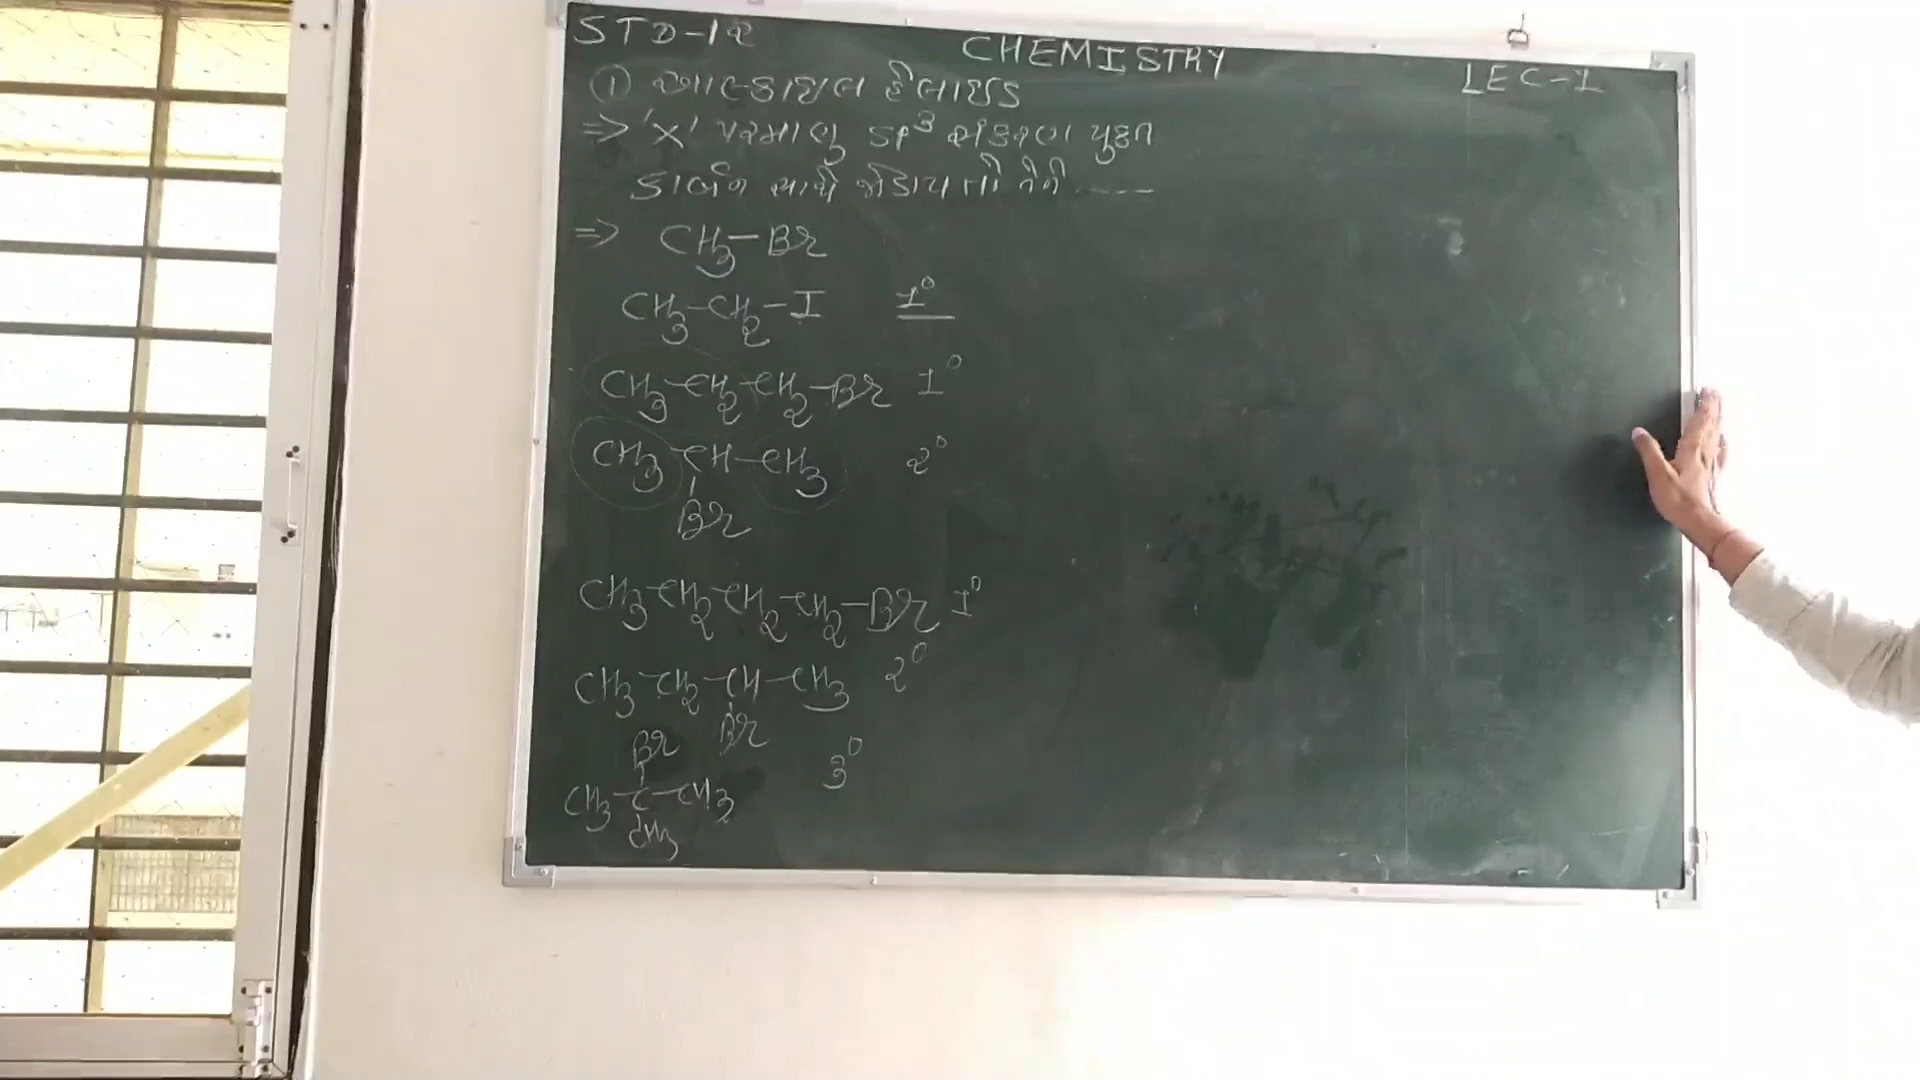 STD-12
CHEMISTRY
LEC-1
① આલ્કાઇલ હેલાઇડ
⇒ 'X' પરમાણુ sp³ સંકરણ યુક્ત
કાર્બન સાથે જોડાય તો તેને ----
⇒ CH3-Br
CH3-CH2-I 1°
CH3-CH2-CH2-Br 1°
CH3-CH-CH3 2°
Br
CH3-CH2-CH2-CH2-Br 1°
CH3-CH2-CH-CH3 2°
Br
Br
CH3-C-CH3 3°
CH3